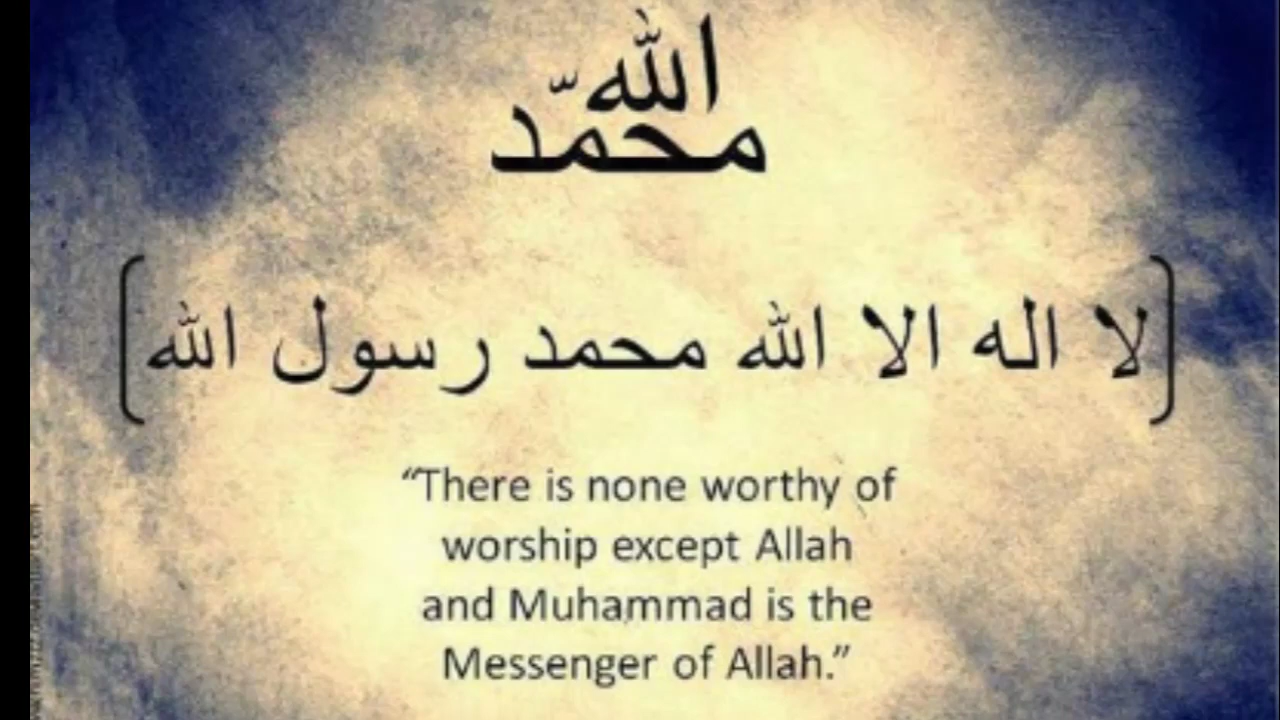 الله
محمّد
(لا اله الا الله محمد رسول الله)
“There is none worthy of
worship except Allah
and Muhammad is the
Messenger of Allah.”